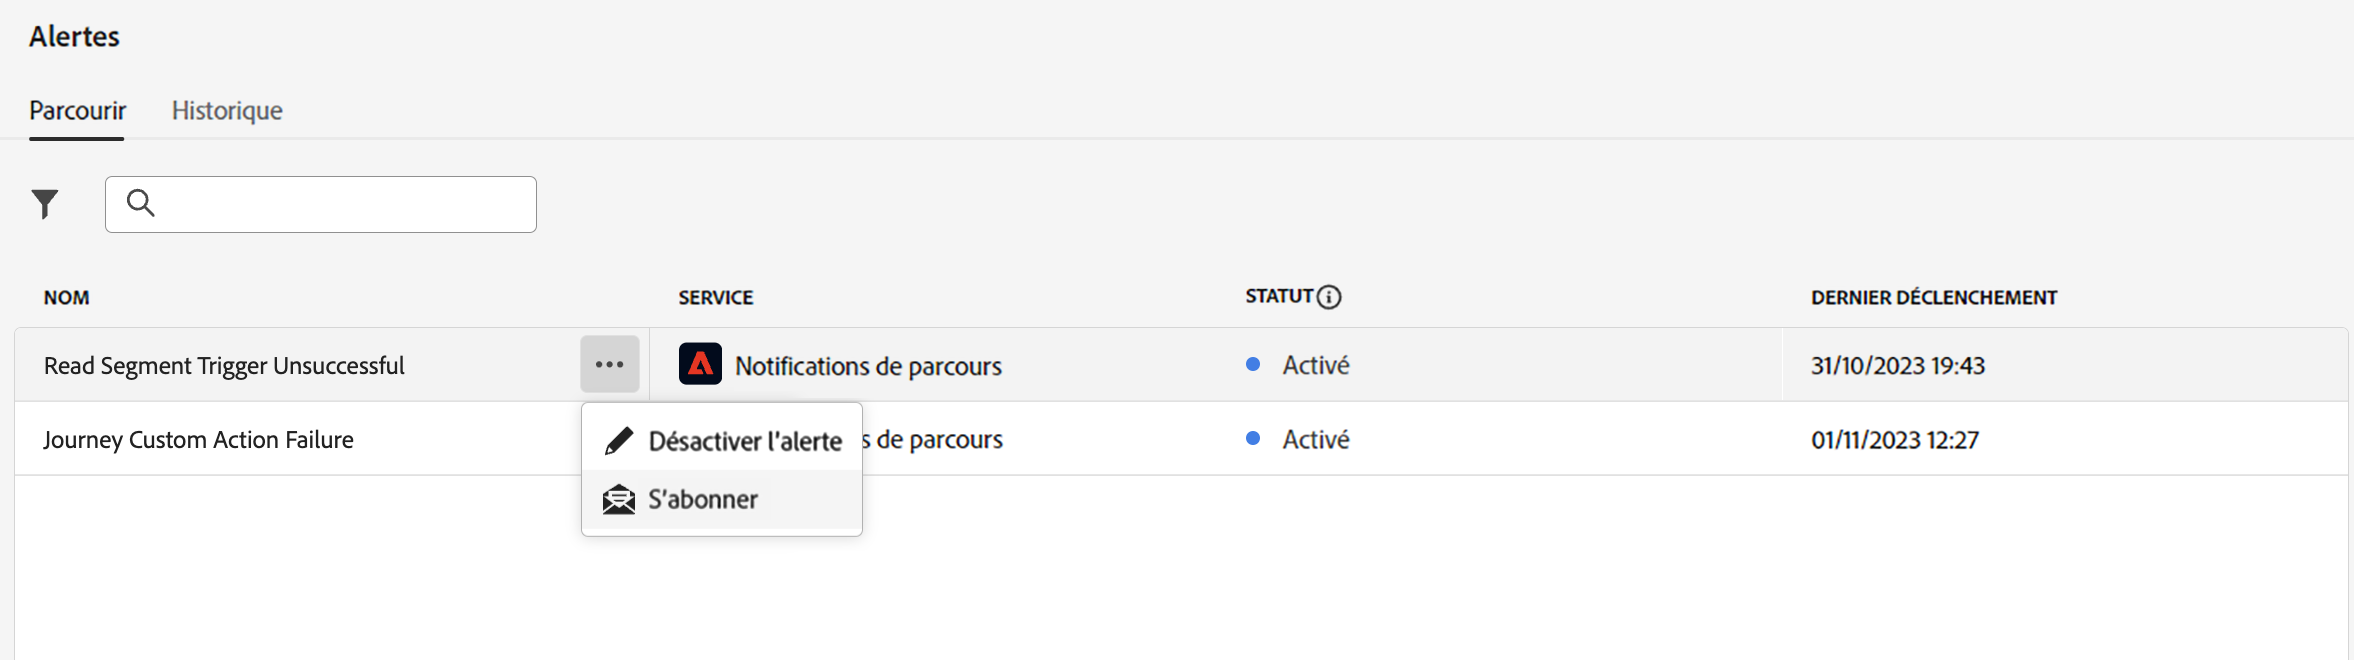 Alertes
Parcourir Historique
NOM SERVICE STATUT DERNIER DÉCLENCHEMENT
Read Segment Trigger Unsuccessful Notifications de parcours Activé 31/10/2023 19:43
Journey Custom Action Failure s de parcours Activé 01/11/2023 12:27
Désactiver l'alerte
S'abonner